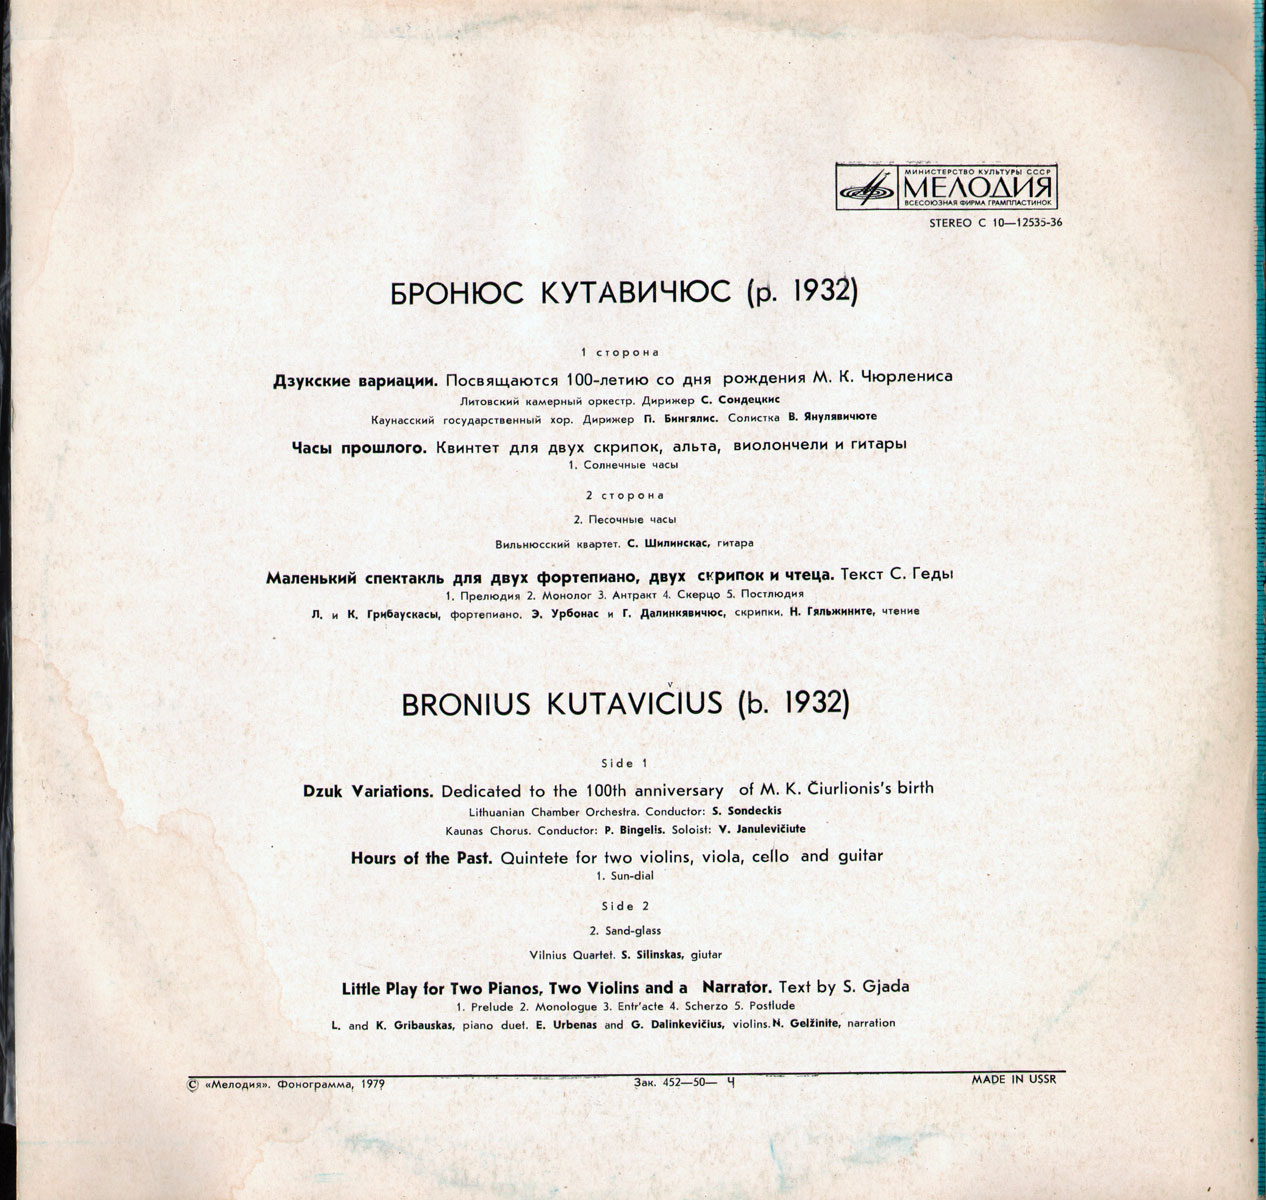 МИНИСТЕРСТВО КУЛЬТУРЫ СССР
МЕЛОДИЯ
ВСЕСОЮЗНАЯ ФИРМА ГРАМПЛАСТИНОК
STEREO С 10—12535-36
БРОНЮС КУТАВИЧЮС (р. 1932)
1 сторона
Дзукские вариации. Посвящаются 100-летию со дня рождения М. К. Чюрлениса
Литовский камерный оркестр. Дирижер С. Сондецкис
Каунасский государственный хор. Дирижер П. Бингялис. Солистка В. Янулявичюте
Часы прошлого. Квинтет для двух скрипок, альта, виолончели и гитары
1. Солнечные часы
2 сторона
2. Песочные часы
Вильнюсский квартет. С. Шилинскас, гитара
Маленький спектакль для двух фортепиано, двух скрипок и чтеца. Текст С. Геды
1. Прелюдия 2. Монолог 3. Антракт 4. Скерцо 5. Постлюдия
Л. и К. Грибаускасы, фортепиано. Э. Урбонас и Г. Далинкявичюс, скрипки. Н. Гяльжините, чтение
BRONIUS KUTAVIČIUS (b. 1932)
Side 1
Dzuk Variations. Dedicated to the 100th anniversary of M. K. Čiurlionis's birth
Lithuanian Chamber Orchestra. Conductor: S. Sondeckis
Kaunas Chorus. Conductor: P. Bingelis. Soloist: V. Janulevičiute
Hours of the Past. Quintete for two violins, viola, cello and guitar
1. Sun-dial
Side 2
2. Sand-glass
Vilnius Quartet. S. Silinskas, giutar
Little Play for Two Pianos, Two Violins and a Narrator. Text by S. Gjada
1. Prelude 2. Monologue 3. Entr'acte 4. Scherzo 5. Postlude
L. and K. Gribauskas, piano duet. E. Urbenas and G. Dalinkevičius, violins. N. Gelžinite, narration
© «Мелодия». Фонограмма, 1979 Зак. 452—50— Ч MADE IN USSR